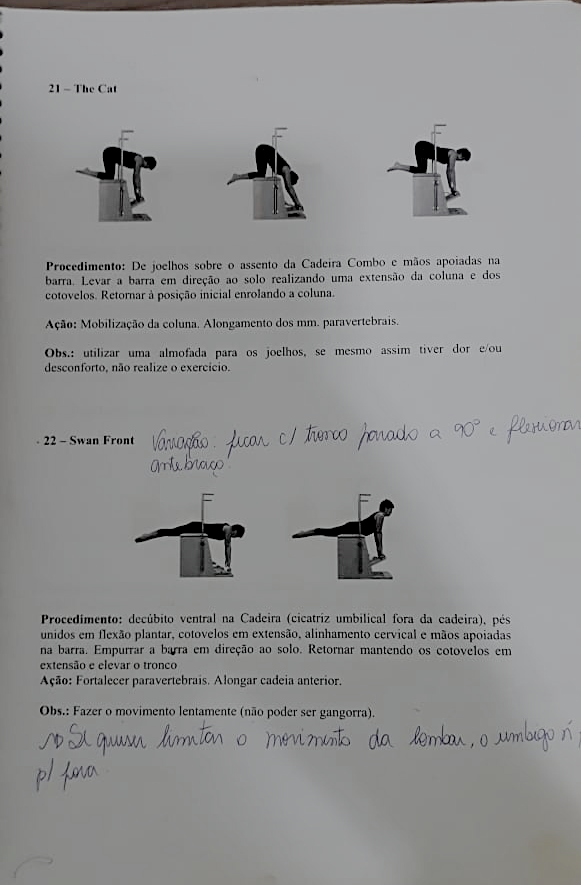 21 – The Cat
Procedimento: De joelhos sobre o assento da Cadeira Combo e mãos apoiadas na
barra. Levar a barra em direção ao solo realizando uma extensão da coluna e dos
cotovelos. Retornar à posição inicial enrolando a coluna.
Ação: Mobilização da coluna. Alongamento dos mm. paravertebrais.
Obs.: utilizar uma almofada para os joelhos, se mesmo assim tiver dor e/ou
desconforto, não realize o exercício.
22 – Swan Front Variação: ficar c/ tronco parado a 90° e flexionar
antebraço.
Procedimento: decúbito ventral na Cadeira (cicatriz umbilical fora da cadeira), pés
unidos em flexão plantar, cotovelos em extensão, alinhamento cervical e mãos apoiadas
na barra. Empurrar a barra em direção ao solo. Retornar mantendo os cotovelos em
extensão e elevar o tronco
Ação: Fortalecer paravertebrais. Alongar cadeia anterior.
Obs.: Fazer o movimento lentamente (não poder ser gangorra).
Se quiser limitar o movimento da lombar, o umbigo ñ
p/ fora